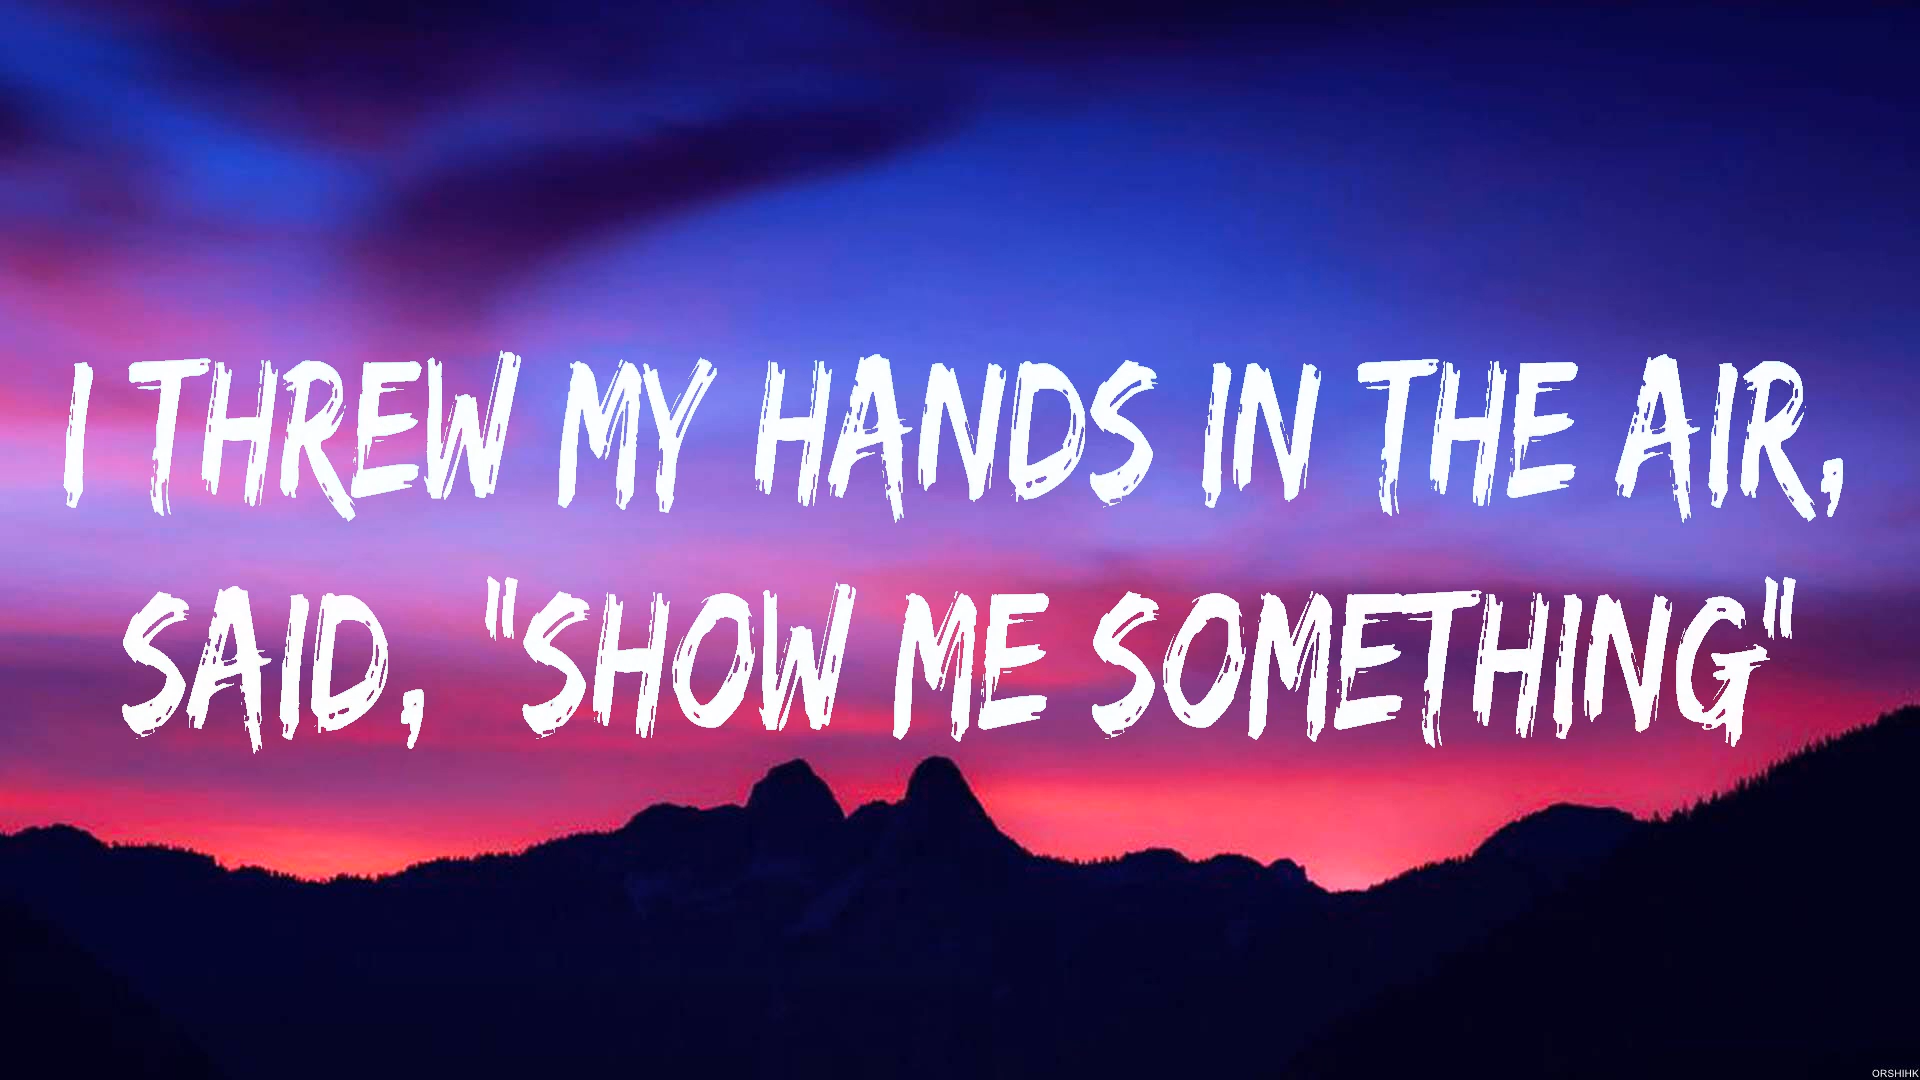 I THREW MY HANDS IN THE AIR,
SAID, "SHOW ME SOMETHING"
ORSHIHK